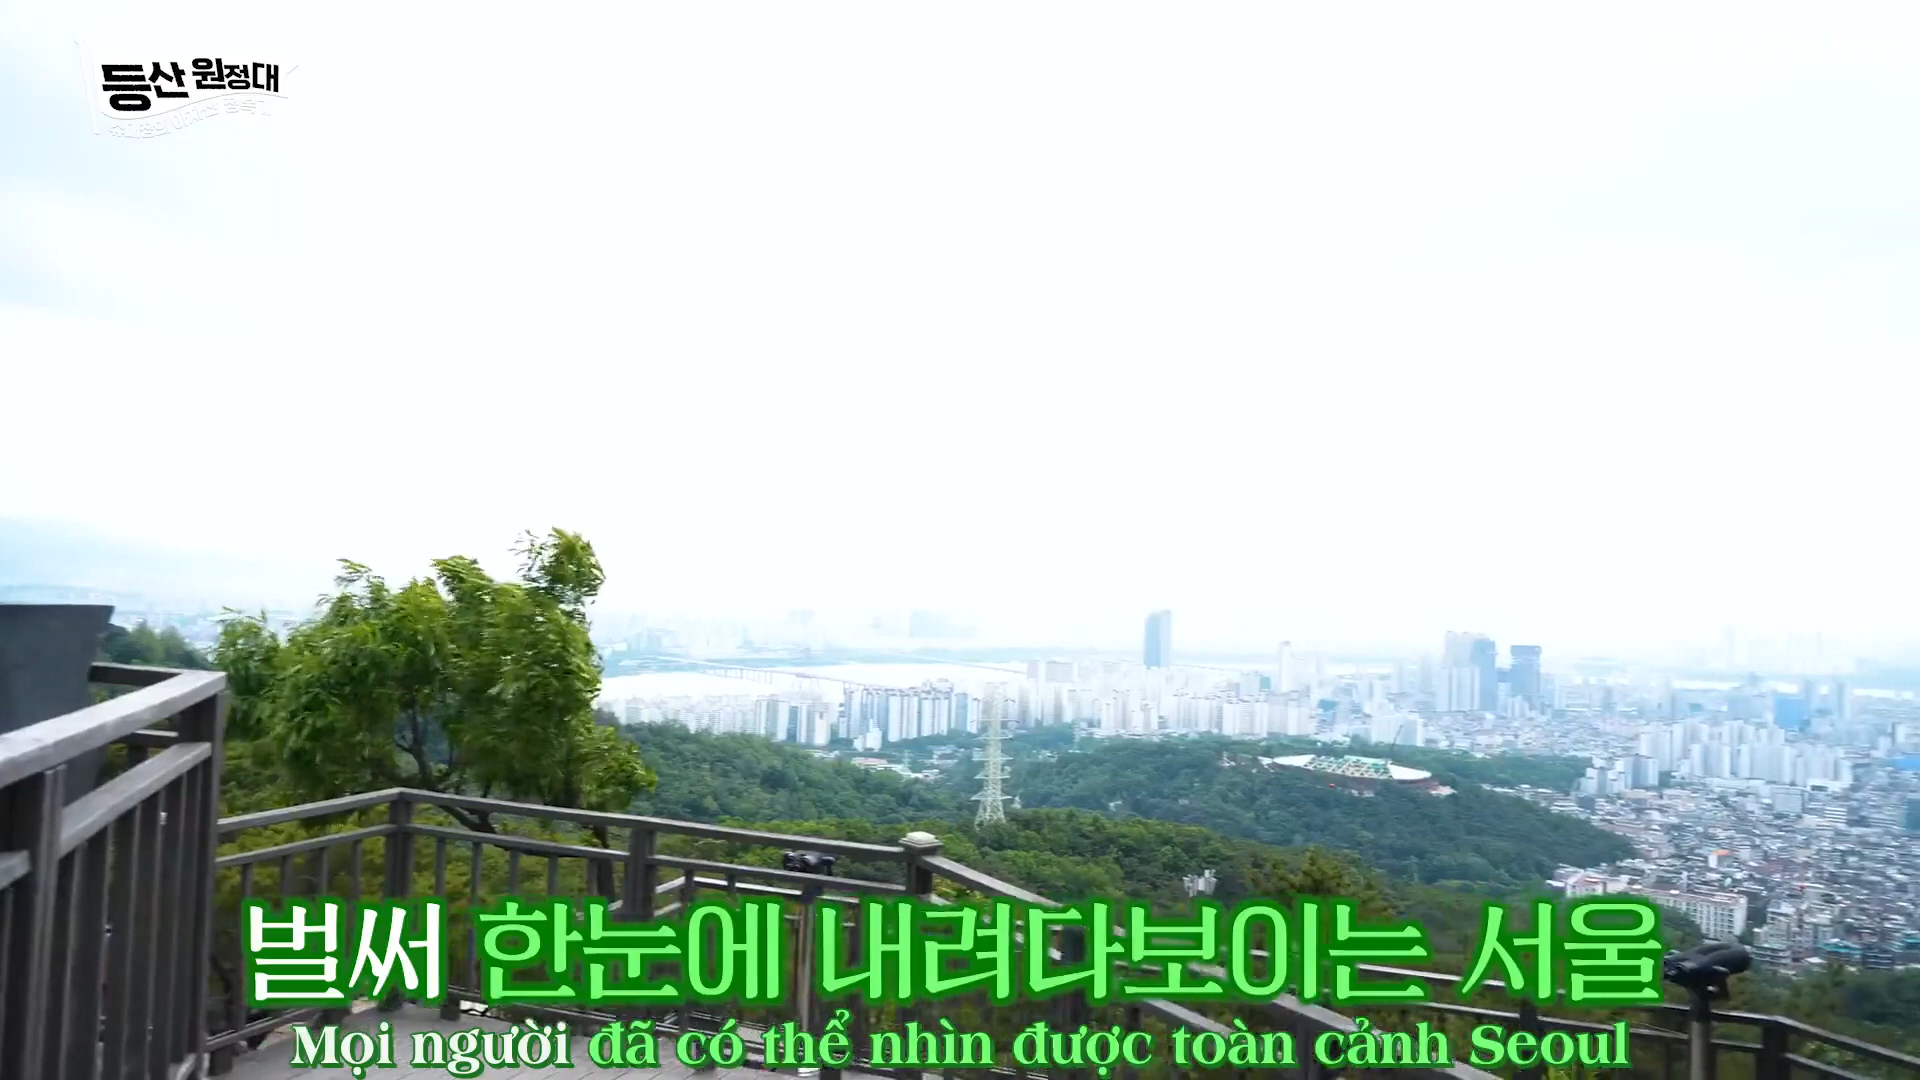 등산 원정대
벌써 한눈에 내려다보이는 서울
Mọi người đã có thể nhìn được toàn cảnh Seoul